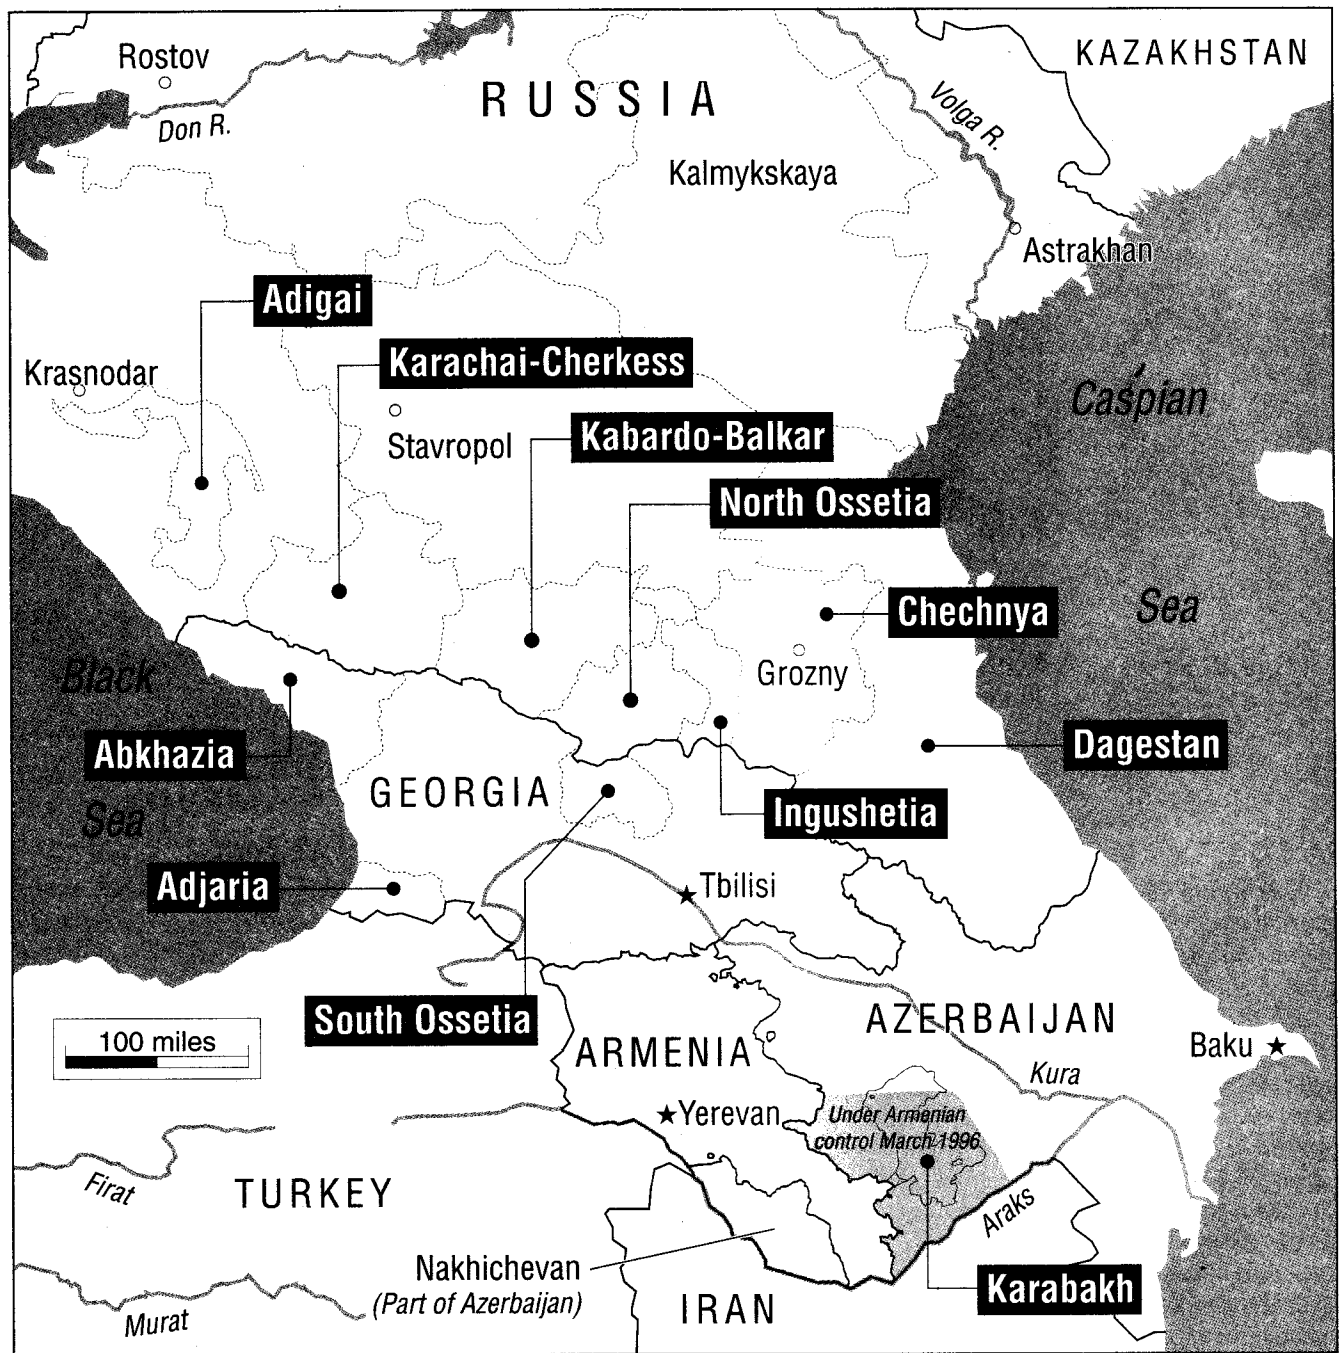 Rostov
Don R.
RUSSIA
KAZAKHSTAN
Volga R.
Kalmykskaya
Astrakhan
Adigai
Krasnodar
Karachai-Cherkess
Stavropol
Kabardo-Balkar
Caspian
Sea
North Ossetia
Chechnya
Grozny
Black
Sea
Abkhazia
Dagestan
GEORGIA
Ingushetia
Adjaria
Tbilisi
South Ossetia
100 miles
ARMENIA
AZERBAIJAN
Baku
Kura
Yerevan
Under Armenian
control March 1996
Firat
TURKEY
Araks
Nakhichevan
(Part of Azerbaijan)
IRAN
Karabakh
Murat